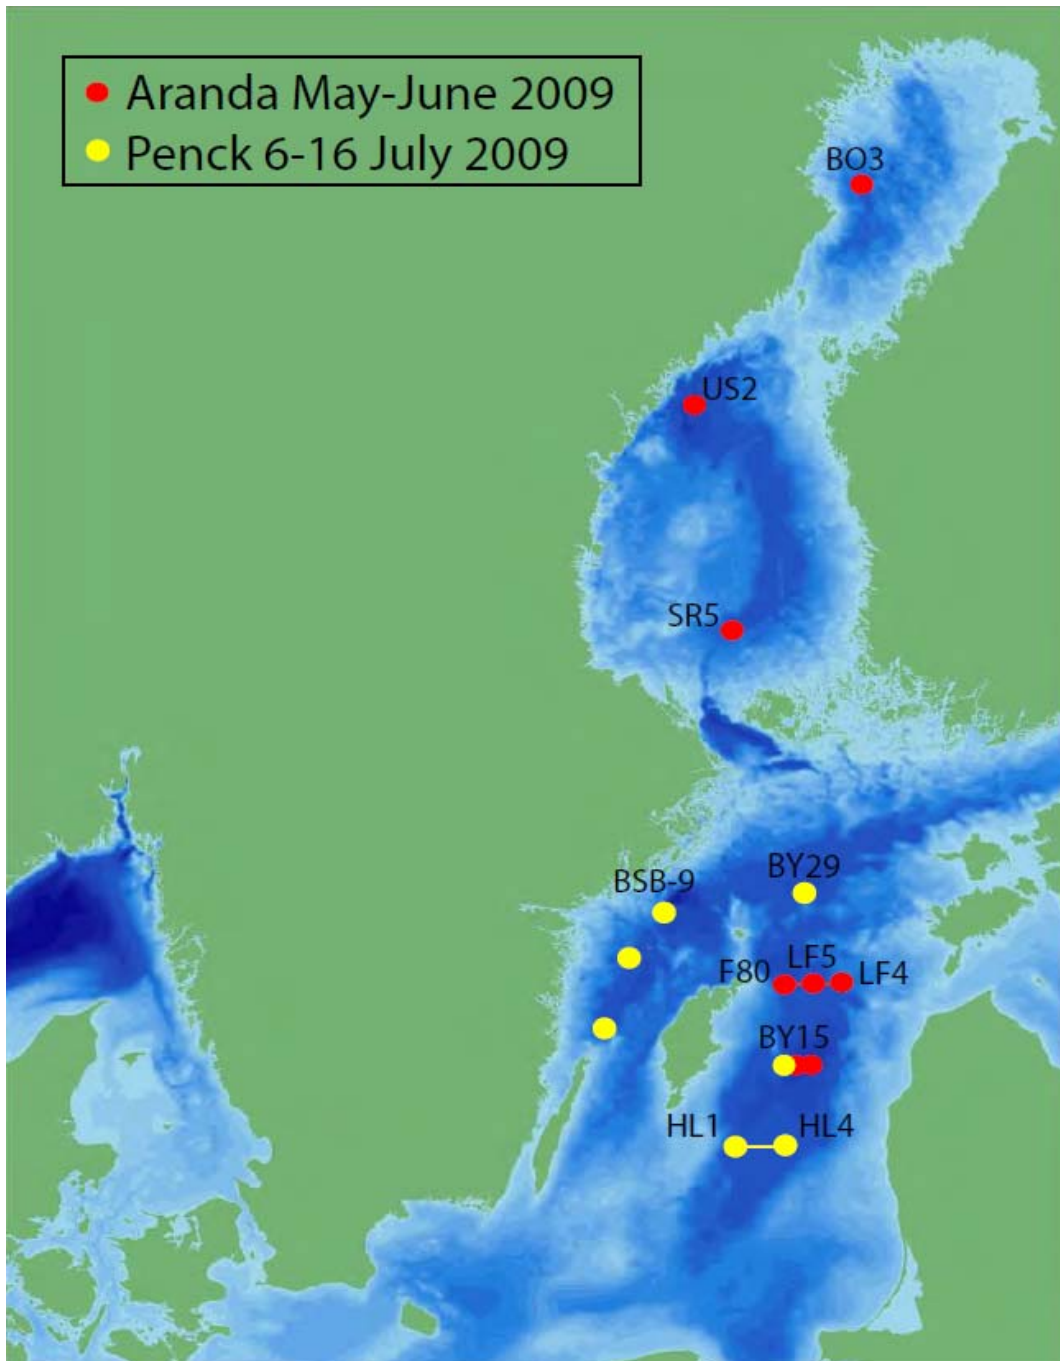 Aranda May-June 2009
Penck 6-16 July 2009
BO3
US2
SR5
BSB-9
BY29
F80
LF5
LF4
BY15
HL1
HL4